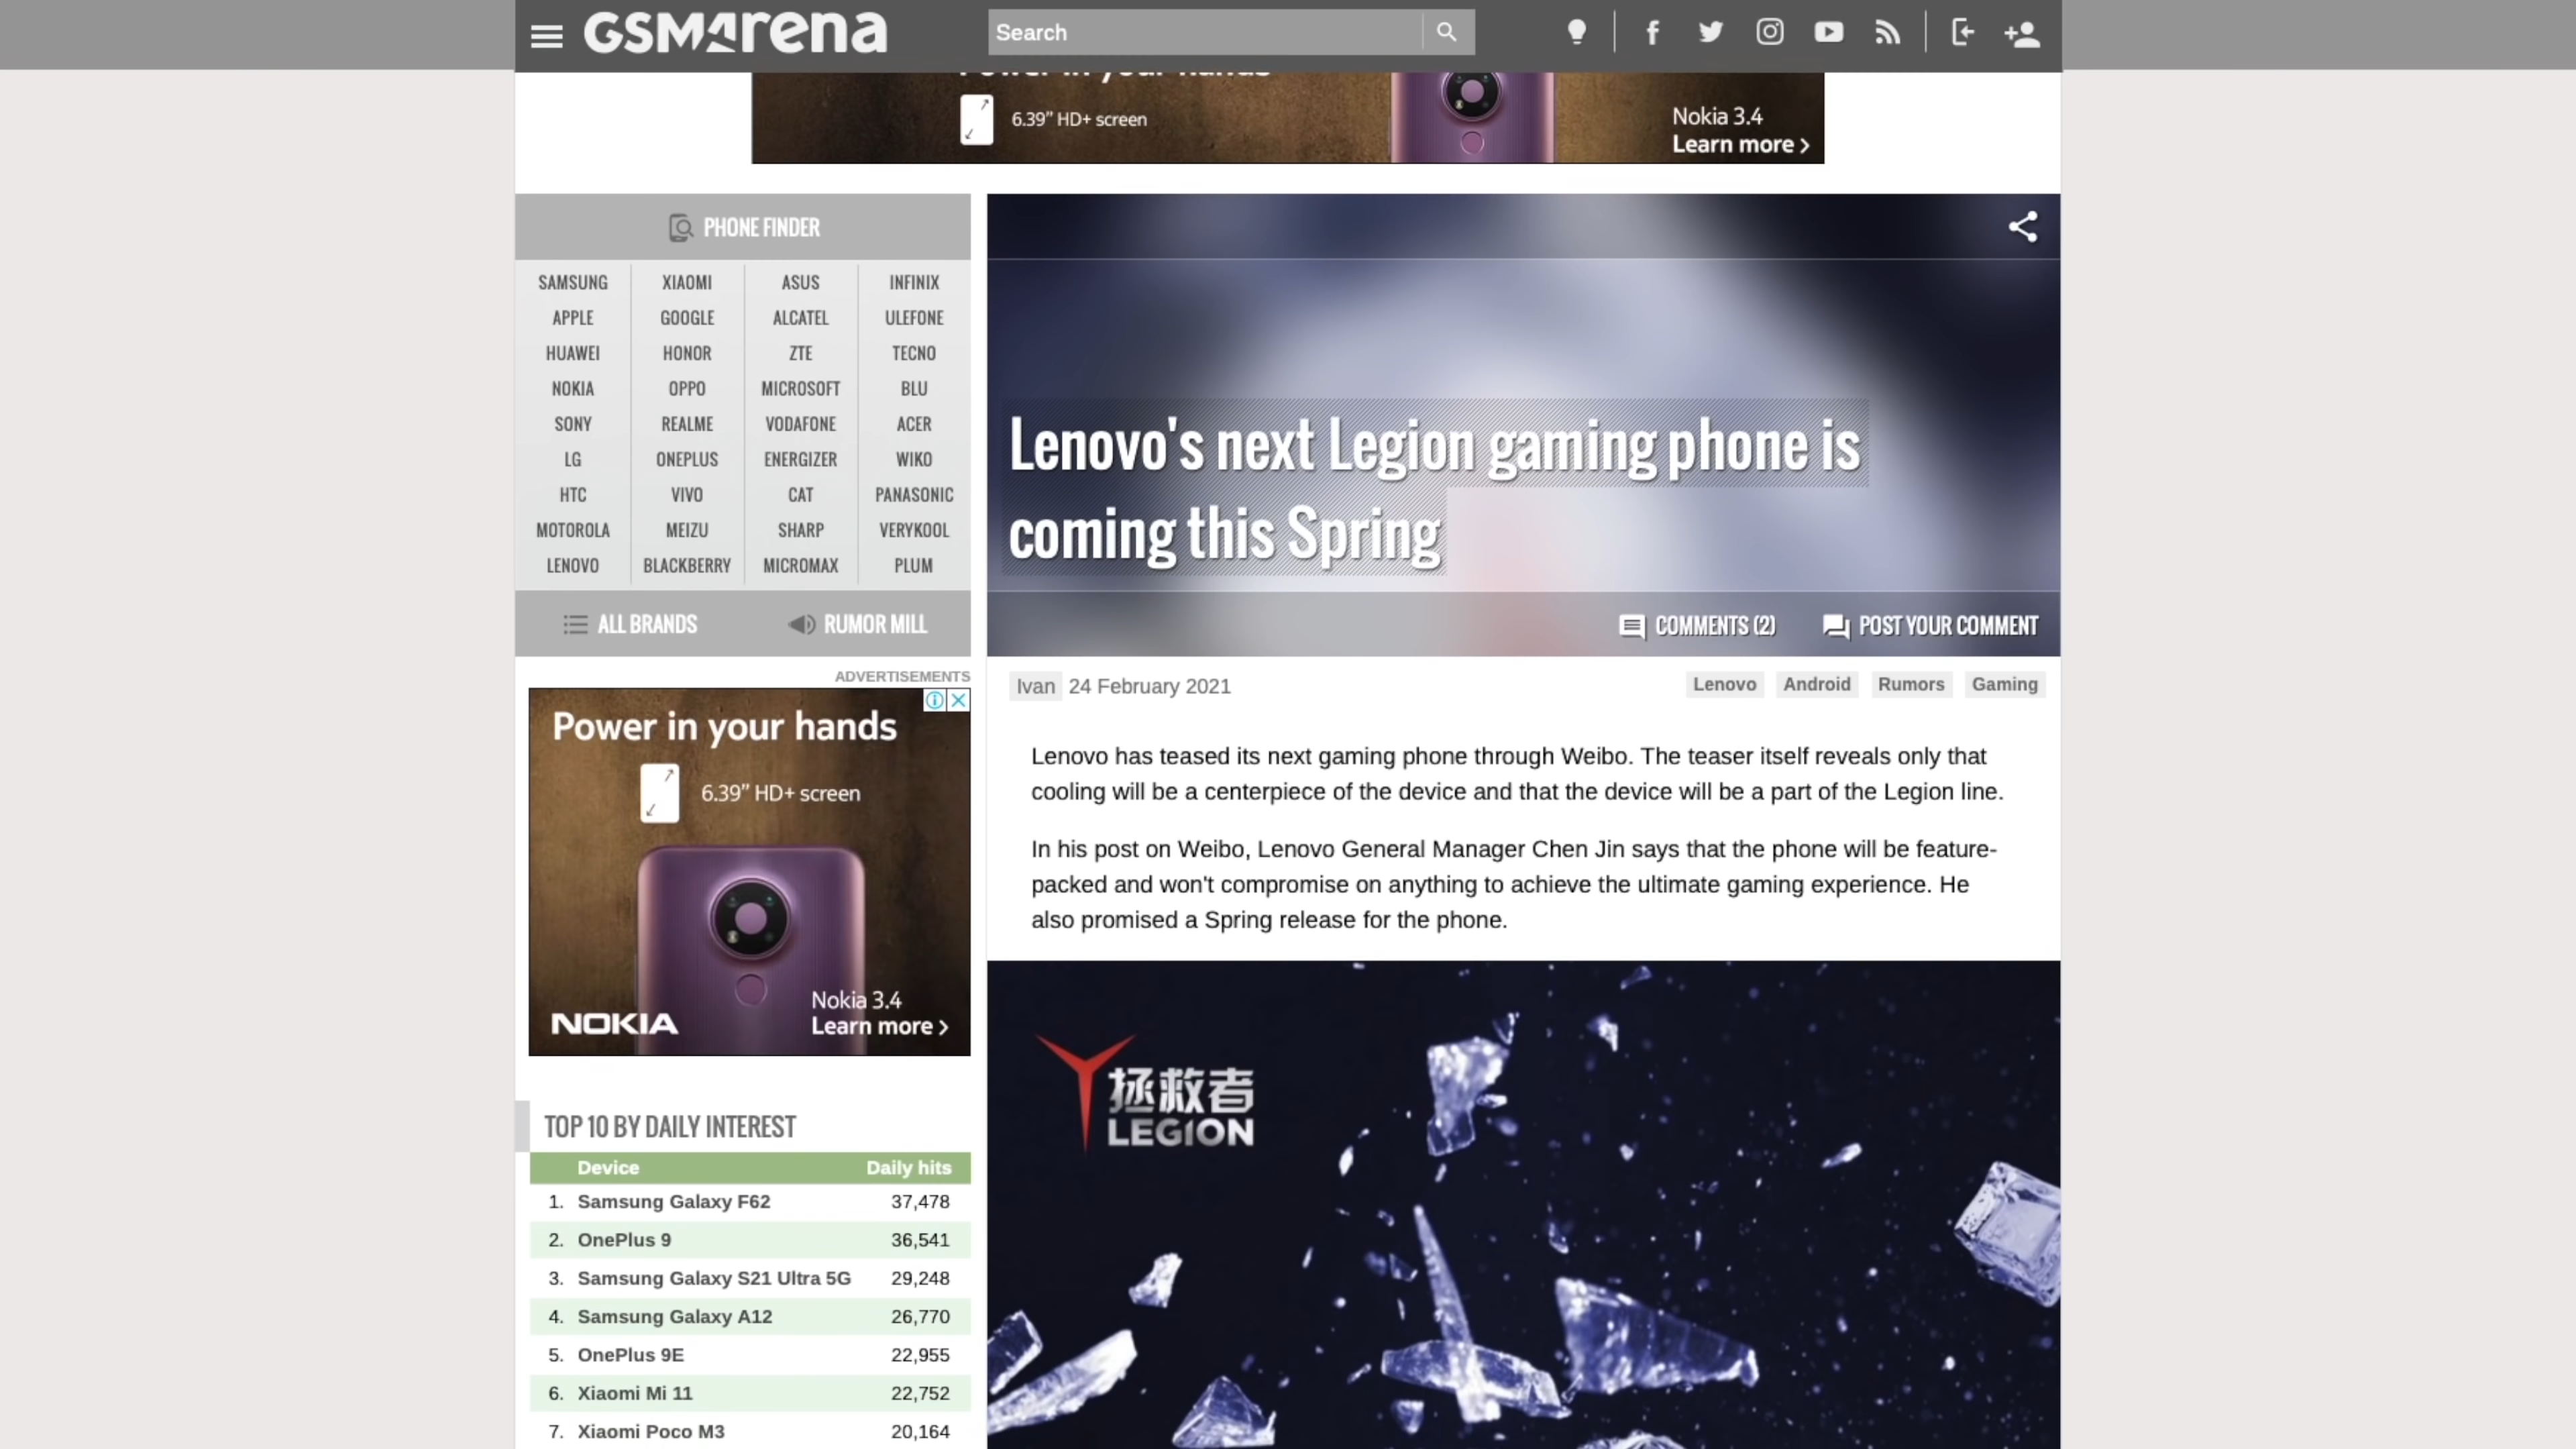 GSMArena
Search
Power in your hands
6.39” HD+ screen
Nokia 3.4
Learn more ›
PHONE FINDER
SAMSUNG XIAOMI ASUS INFINIX
APPLE GOOGLE ALCATEL ULEFONE
HUAWEI HONOR ZTE TECNO
NOKIA OPPO MICROSOFT BLU
SONY REALME VODAFONE ACER
LG ONEPLUS ENERGIZER WIKO
HTC VIVO CAT PANASONIC
MOTOROLA MEIZU SHARP VERYKOOL
LENOVO BLACKBERRY MICROMAX PLUM
ALL BRANDS RUMOR MILL
ADVERTISEMENTS
Power in your hands
6.39” HD+ screen
NOKIA
Nokia 3.4
Learn more ›
TOP 10 BY DAILY INTEREST
Device Daily hits
1. Samsung Galaxy F62 37,478
2. OnePlus 9 36,541
3. Samsung Galaxy S21 Ultra 5G 29,248
4. Samsung Galaxy A12 26,770
5. OnePlus 9E 22,955
6. Xiaomi Mi 11 22,752
7. Xiaomi Poco M3 20,164
Lenovo's next Legion gaming phone is
coming this Spring
COMMENTS (2) POST YOUR COMMENT
Ivan 24 February 2021
Lenovo Android Rumors Gaming
Lenovo has teased its next gaming phone through Weibo. The teaser itself reveals only that
cooling will be a centerpiece of the device and that the device will be a part of the Legion line.
In his post on Weibo, Lenovo General Manager Chen Jin says that the phone will be feature-
packed and won't compromise on anything to achieve the ultimate gaming experience. He
also promised a Spring release for the phone.
拯救者
LEGION